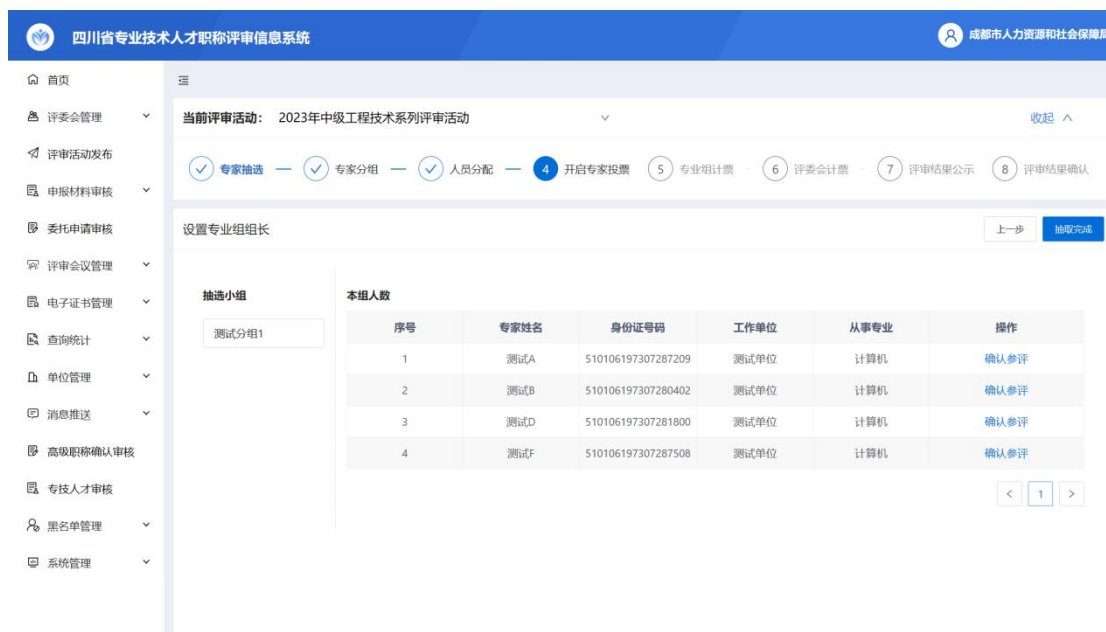 四川省专业技术人才职称评审信息系统
成都市人力资源和社会保障局
首页
评委会管理
评审活动发布
申报材料审核
委托申请审核
评审会议管理
电子证书管理
查询统计
单位管理
消息推送
高级职称确认审核
专技人才审核
黑名单管理
系统管理
当前评审活动： 2023年中级工程技术系列评审活动
收起
专家抽选 专家分组 人员分配 4 开启专家投票 5 专业组计票 6 评委会计票 7 评审结果公示 8 评审结果确认
设置专业组组长
上一步 抽取完成
抽选小组
测试分组1
本组人数
序号 专家姓名 身份证号码 工作单位 从事专业 操作
1 测试A 510106197307287209 测试单位 计算机 确认参评
2 测试B 510106197307280402 测试单位 计算机 确认参评
3 测试D 510106197307281800 测试单位 计算机 确认参评
4 测试F 510106197307287508 测试单位 计算机 确认参评
< 1 >